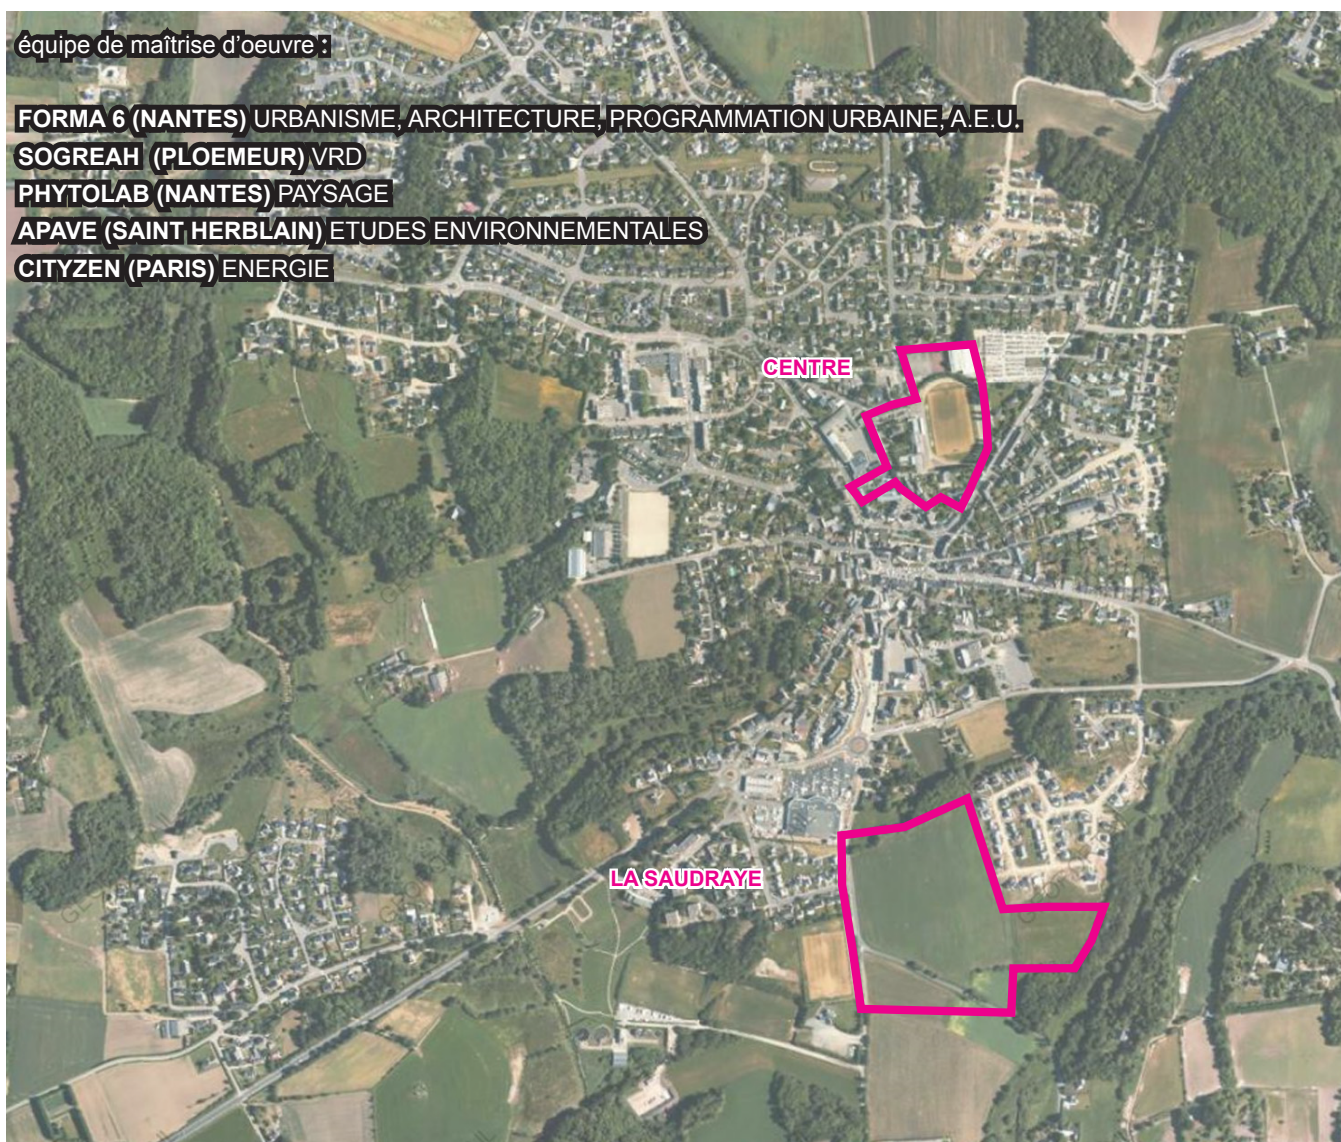 équipe de maîtrise d'oeuvre :
FORMA 6 (NANTES) URBANISME, ARCHITECTURE, PROGRAMMATION URBAINE, A.E.U.
SOGREAH (PLOEMEUR) VRD
PHYTOLAB (NANTES) PAYSAGE
APAVE (SAINT HERBLAIN) ETUDES ENVIRONNEMENTALES
CITYZEN (PARIS) ENERGIE
CENTRE
LA SAUDRAYE